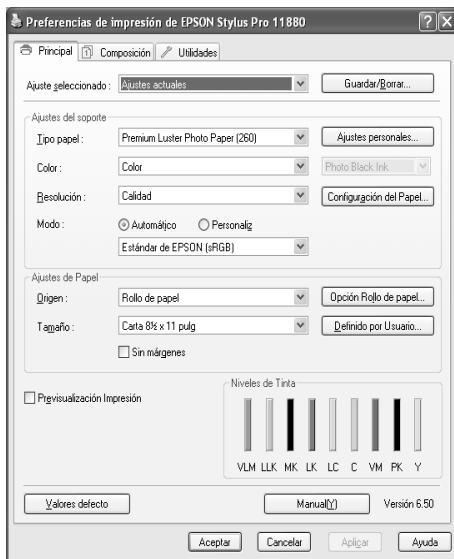 Preferencias de impresión de EPSON Stylus Pro 11880
Principal Composición Utilidades
Ajuste seleccionado : Ajustes actuales Guardar/Borrar...
Ajustes del soporte
Tipo papel : Premium Luster Photo Paper (260) Ajustes personales...
Color : Color Photo Black Ink
Resolución : Calidad Configuración del Papel...
Modo : Automático Personaliz
Estándar de EPSON (sRGB)
Ajustes de Papel
Origen : Rollo de papel Opción Rollo de papel...
Tamaño : Carta 8½ x 11 pulg Definido por Usuario...
Sin márgenes
Previsualización Impresión
Niveles de Tinta
VLM LLK MK LK LC C VM PK Y
Valores defecto Manual(Y) Versión 6.50
Aceptar Cancelar Aplicar Ayuda